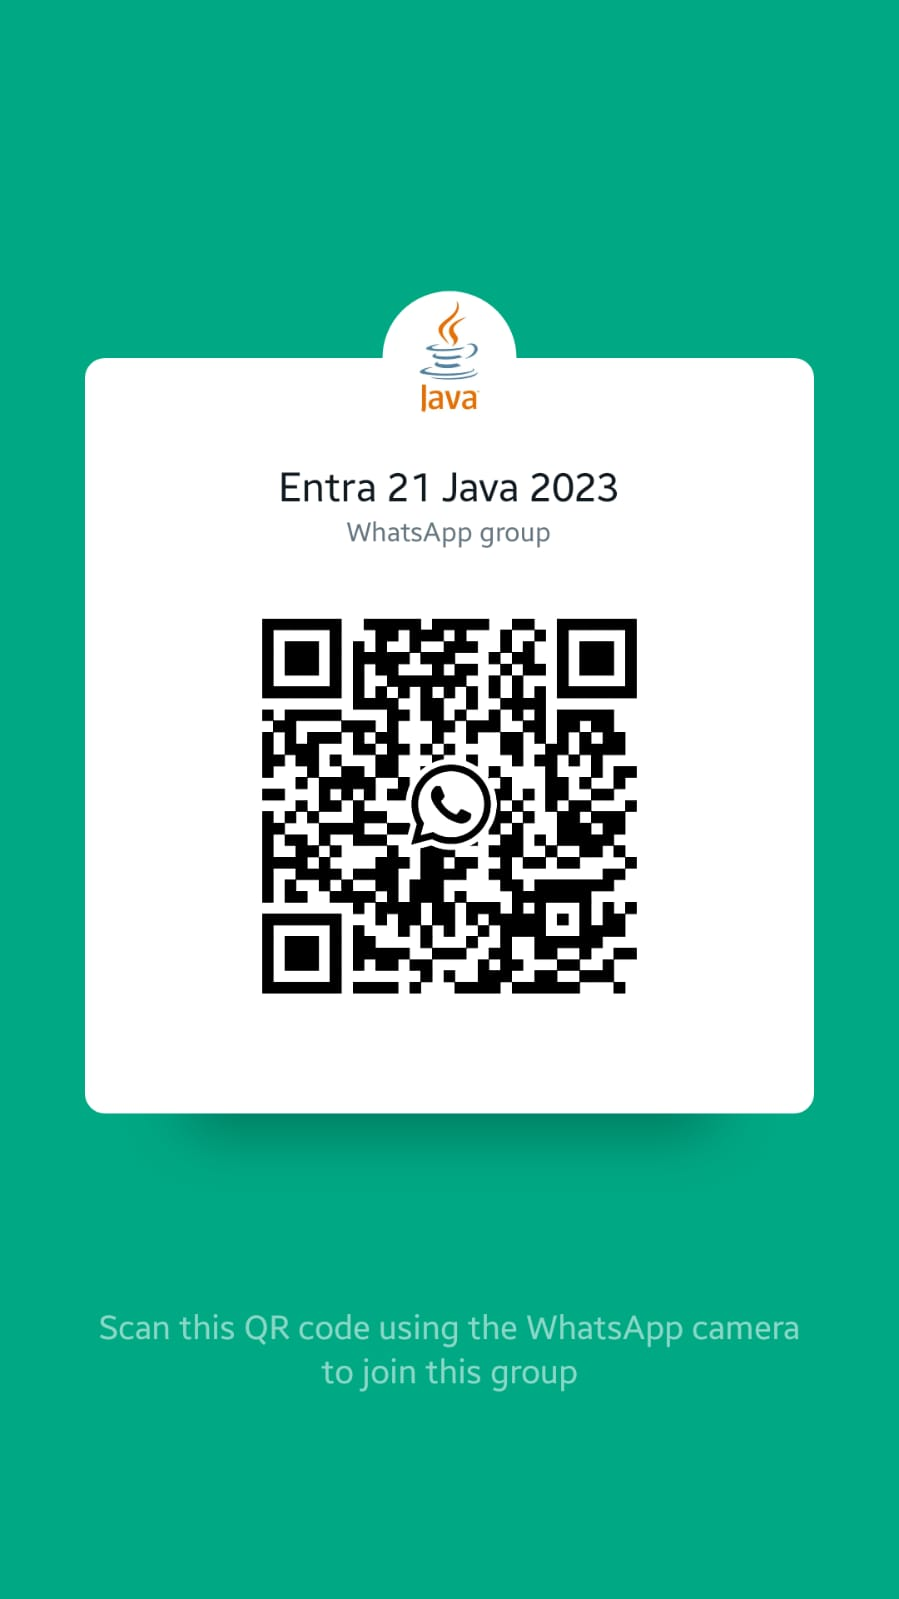 Java
Entra 21 Java 2023
WhatsApp group
Scan this QR code using the WhatsApp camera
to join this group